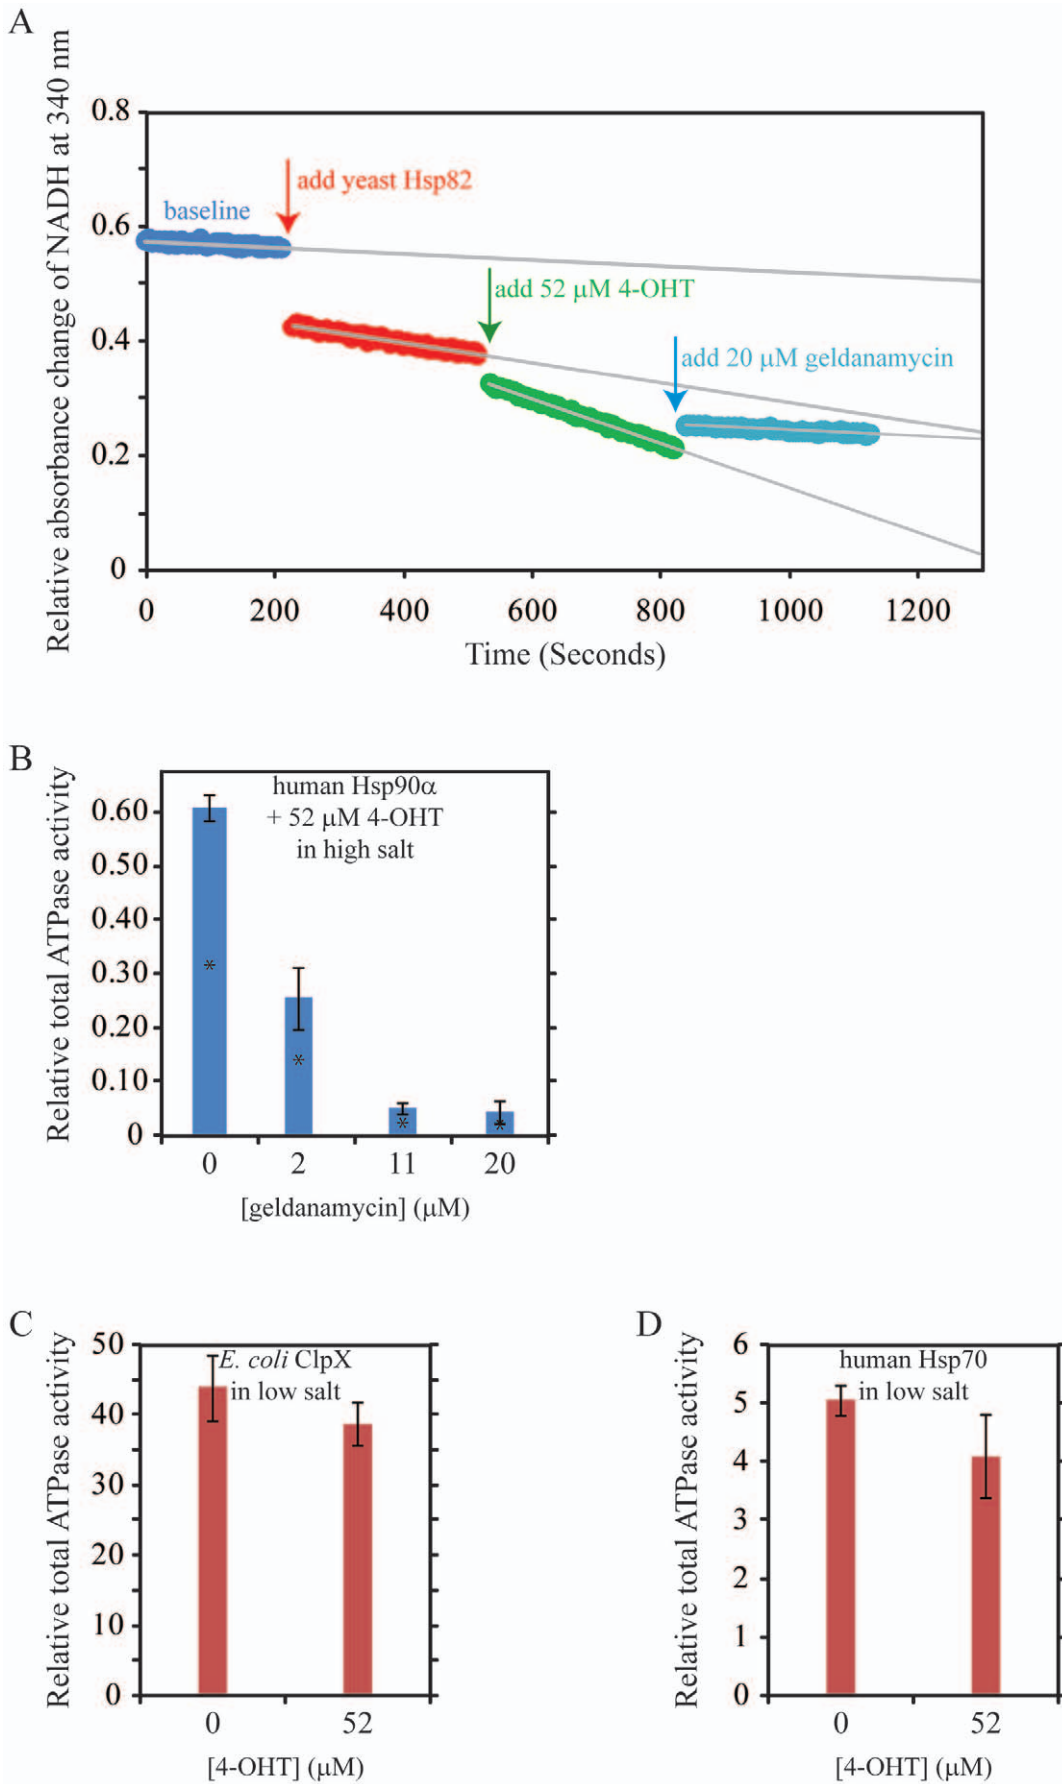 A
Relative absorbance change of NADH at 340 nm
0.8
0.6
0.4
0.2
0
baseline
add yeast Hsp82
add 52 µM 4-OHT
add 20 µM geldanamycin
0 200 400 600 800 1000 1200
Time (Seconds)
B
Relative total ATPase activity
0.60
0.50
0.40
0.30
0.20
0.10
0
human Hsp90α
+ 52 µM 4-OHT
in high salt
*
*
*
*
0 2 11 20
[geldanamycin] (µM)
C
Relative total ATPase activity
50
40
30
20
10
0
E. coli ClpX
in low salt
0 52
[4-OHT] (µM)
D
Relative total ATPase activity
6
5
4
3
2
1
0
human Hsp70
in low salt
0 52
[4-OHT] (µM)